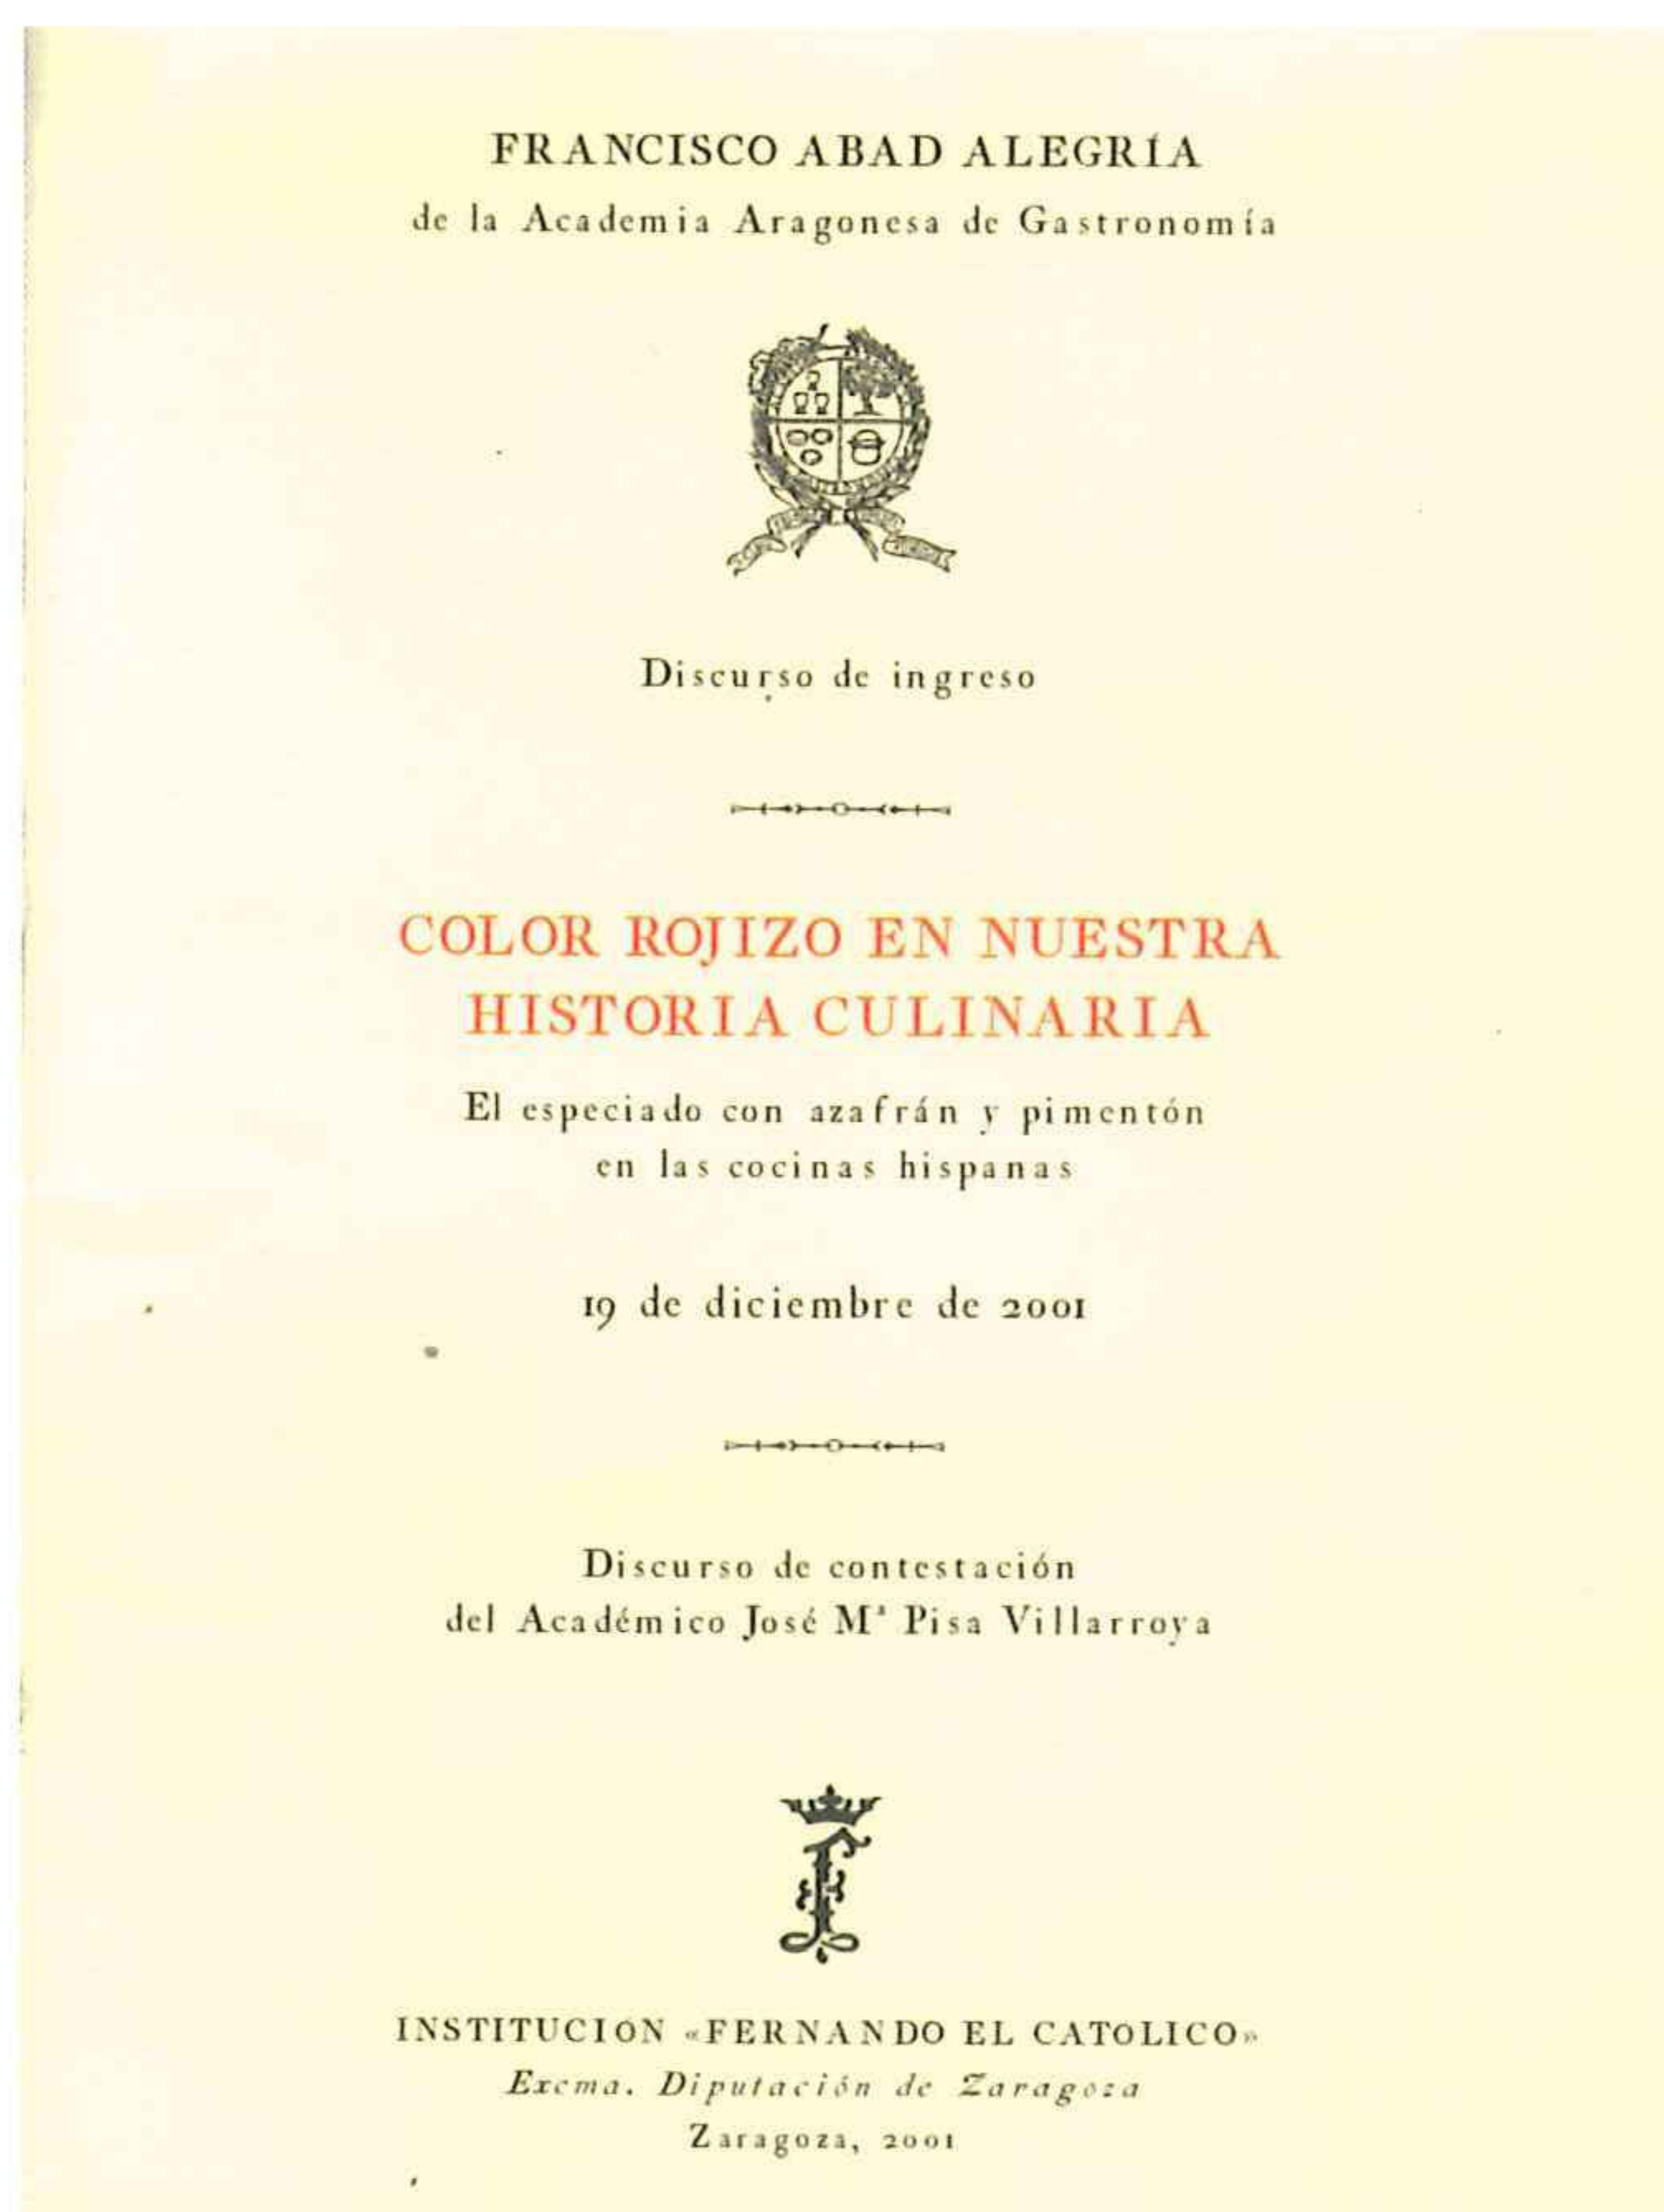 FRANCISCO ABAD ALEGRÍA
de la Academia Aragonesa de Gastronomía
Discurso de ingreso
COLOR ROJIZO EN NUESTRA
HISTORIA CULINARIA
El especiado con azafrán y pimentón
en las cocinas hispanas
19 de diciembre de 2001
Discurso de contestación
del Académico José Mª Pisa Villarroya
INSTITUCION «FERNANDO EL CATOLICO»
Excma. Diputación de Zaragoza
Zaragoza, 2001